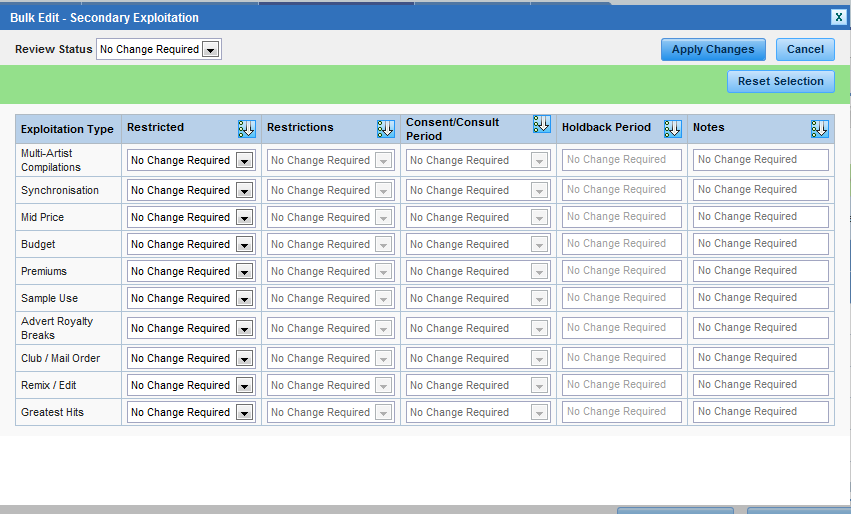 Bulk Edit - Secondary Exploitation X
Review Status No Change Required Apply Changes Cancel
Reset Selection
Exploitation Type Restricted Restrictions Consent/Consult Period Holdback Period Notes
Multi-Artist Compilations No Change Required No Change Required No Change Required No Change Required No Change Required
Synchronisation No Change Required No Change Required No Change Required No Change Required No Change Required
Mid Price No Change Required No Change Required No Change Required No Change Required No Change Required
Budget No Change Required No Change Required No Change Required No Change Required No Change Required
Premiums No Change Required No Change Required No Change Required No Change Required No Change Required
Sample Use No Change Required No Change Required No Change Required No Change Required No Change Required
Advert Royalty Breaks No Change Required No Change Required No Change Required No Change Required No Change Required
Club / Mail Order No Change Required No Change Required No Change Required No Change Required No Change Required
Remix / Edit No Change Required No Change Required No Change Required No Change Required No Change Required
Greatest Hits No Change Required No Change Required No Change Required No Change Required No Change Required